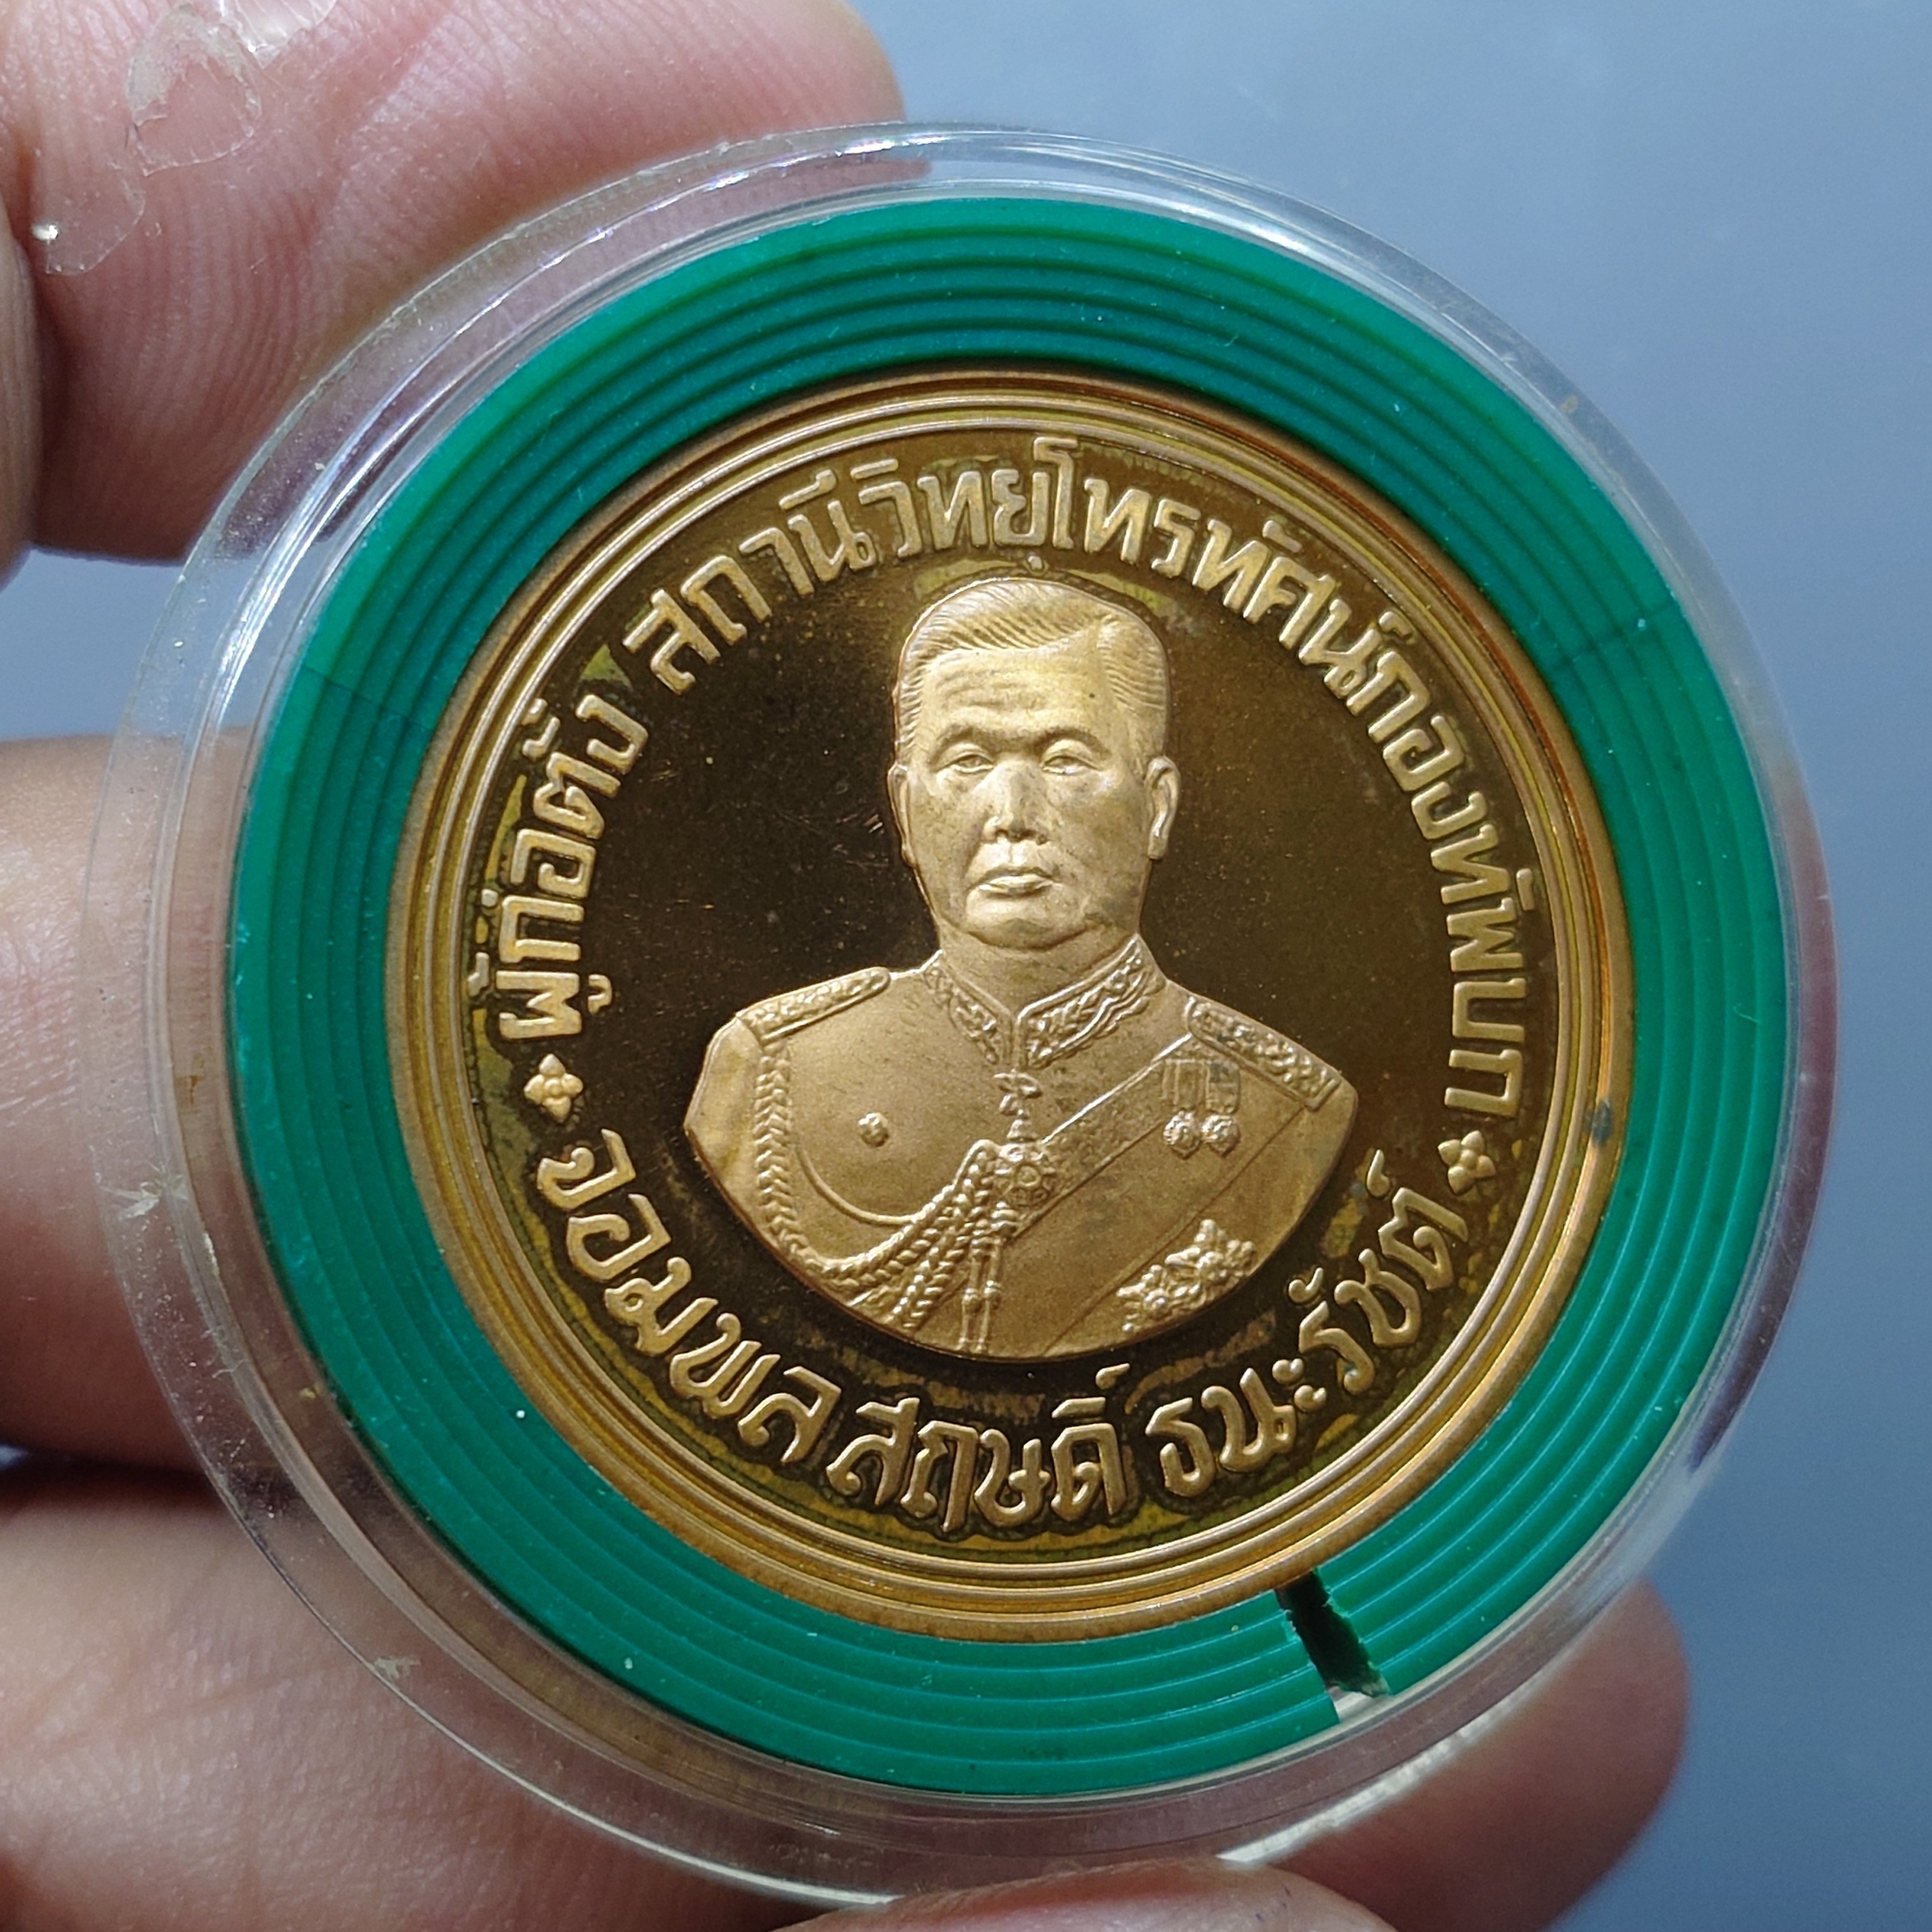 ผู้ก่อตั้ง สถานีวิทยุโทรทัศน์กองทัพบก
จอมพล สฤษดิ์ ธนะรัชต์